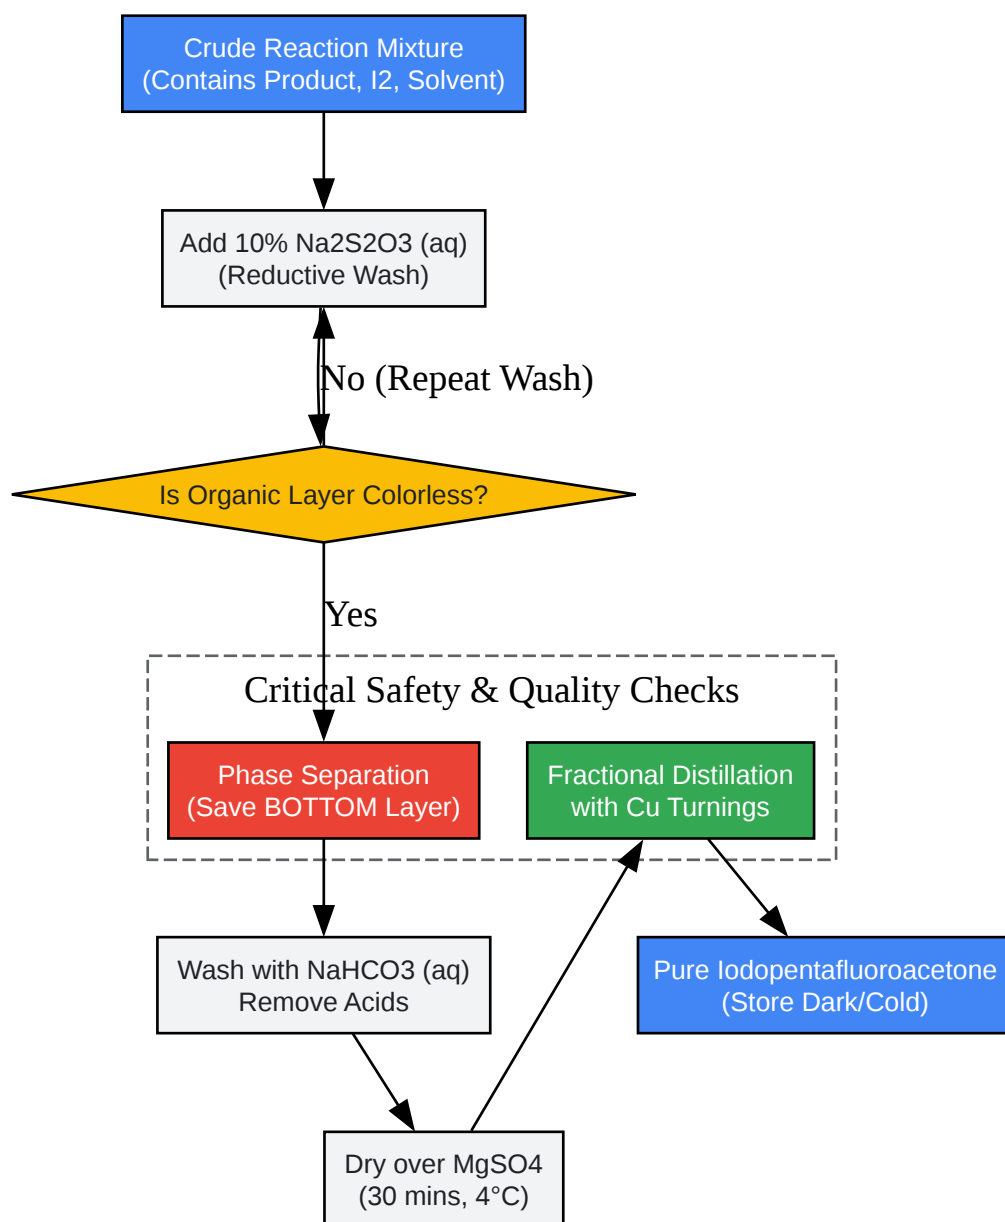 Crude Reaction Mixture
(Contains Product, I2, Solvent)
Add 10% Na2S2O3 (aq)
(Reductive Wash)
No (Repeat Wash)
Is Organic Layer Colorless?
Yes
Critical Safety & Quality Checks
Phase Separation
(Save BOTTOM Layer)
Fractional Distillation
with Cu Turnings
Wash with NaHCO3 (aq)
Remove Acids
Pure Iodopentafluoroacetone
(Store Dark/Cold)
Dry over MgSO4
(30 mins, 4°C)